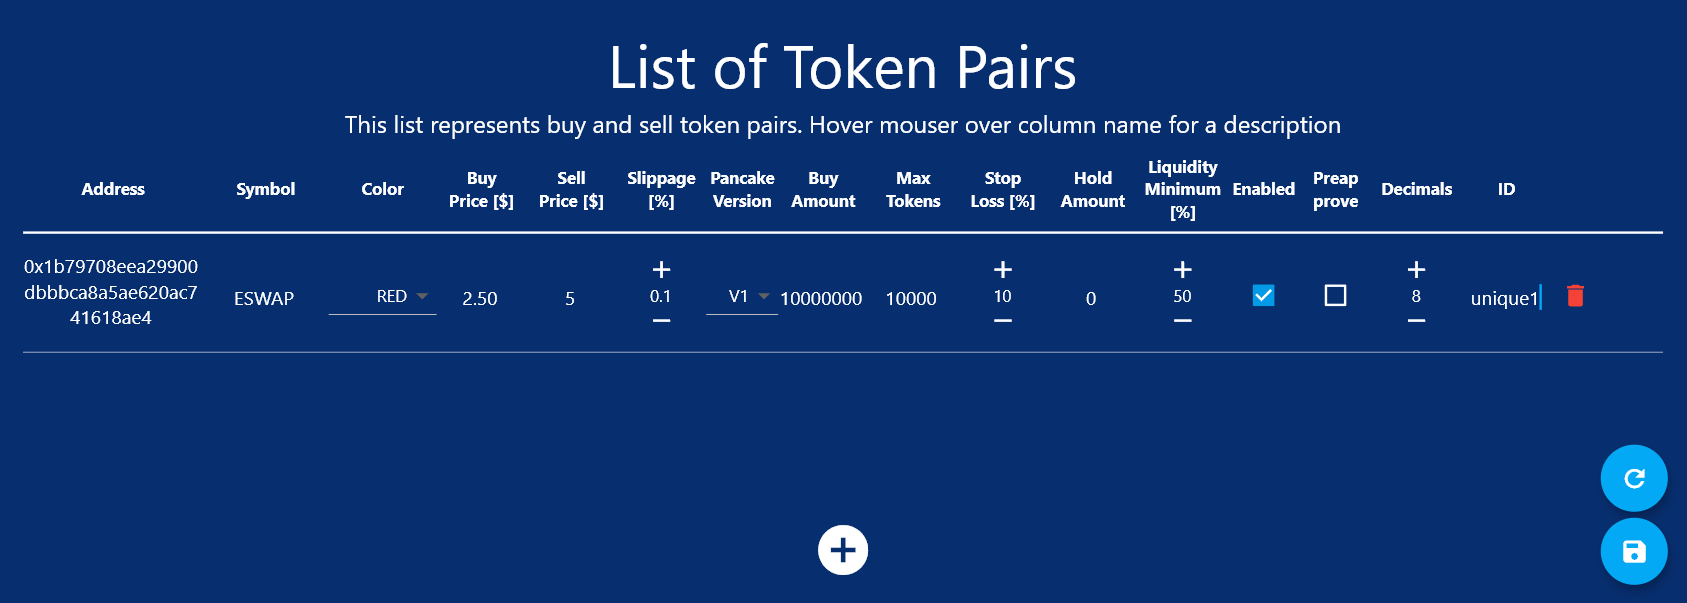 List of Token Pairs
This list represents buy and sell token pairs. Hover mouser over column name for a description
Address
Symbol
Color
Buy
Price [$]
Sell
Price [$]
Slippage
[%]
Pancake
Version
Buy
Amount
Max
Tokens
Stop
Loss [%]
Hold
Amount
Liquidity
Minimum
[%]
Enabled
Preap
prove
Decimals
ID
0x1b79708eea29900
dbbbca8a5ae620ac7
41618ae4
ESWAP
RED
2.50
5
+
0.1
—
V1
10000000
10000
+
10
—
0
+
50
—
+
8
—
unique1